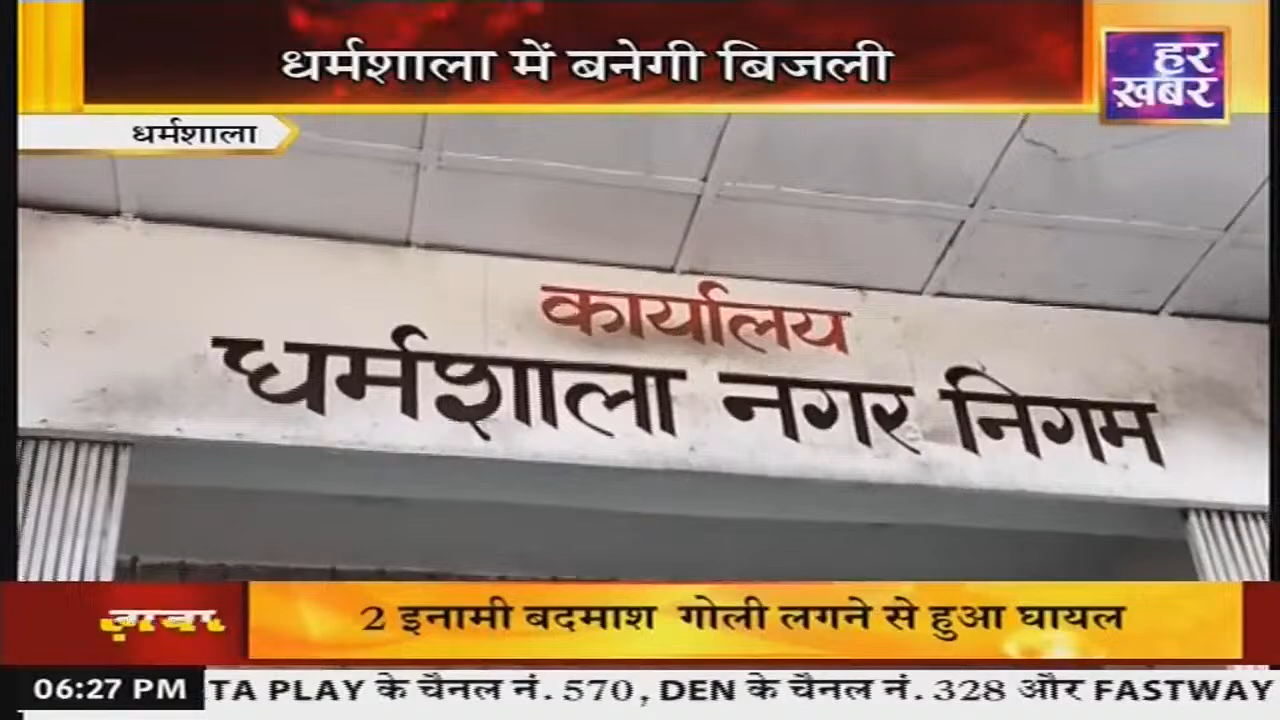 धर्मशाला में बनेगी बिजली
हर
ख़बर
धर्मशाला
कार्यालय
धर्मशाला नगर निगम
2 इनामी बदमाश गोली लगने से हुआ घायल
06:27 PM
TA PLAY के चैनल नं. 570, DEN के चैनल नं. 328 और FASTWAY